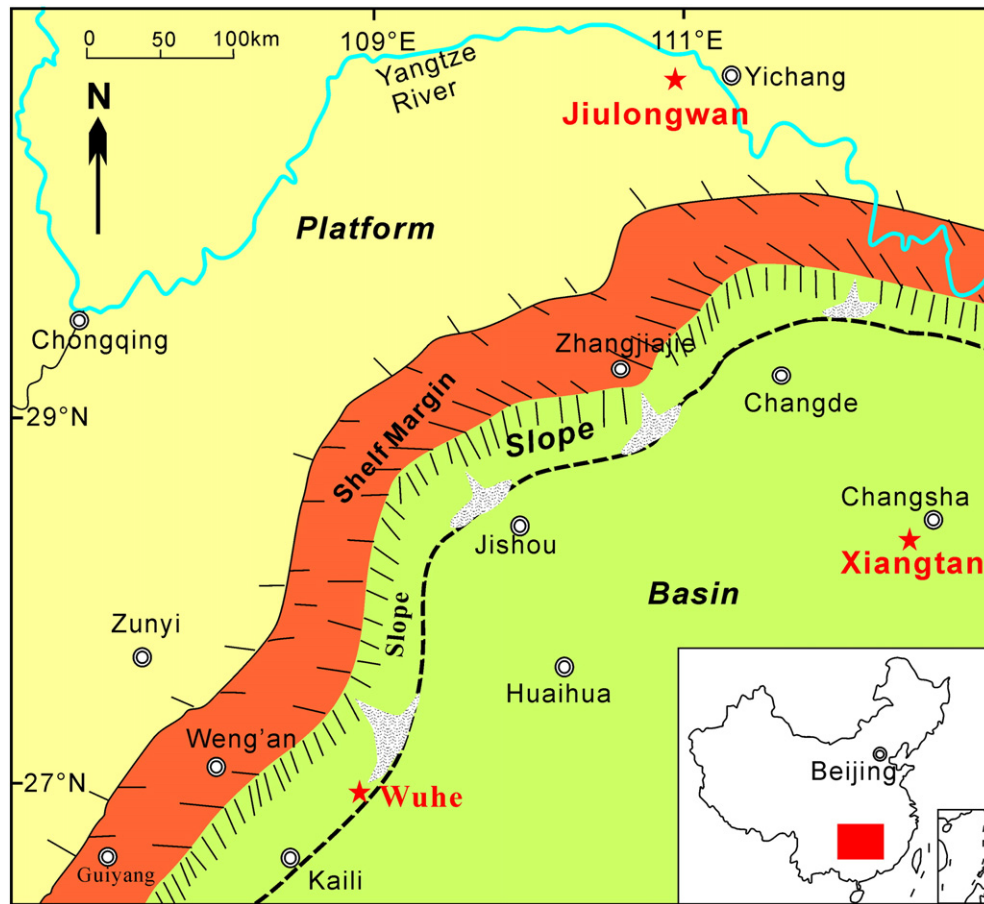 0 50 100km
109°E
111°E
Yangtze
River
Yichang
N
Jiulongwan
Platform
Chongqing
Zhangjiajie
29°N
Changde
Shelf Margin
Slope
Changsha
Jishou
Xiangtan
Slope
Basin
Zunyi
Huaihua
Weng’an
Beijing
27°N
Wuhe
Guiyang
Kaili